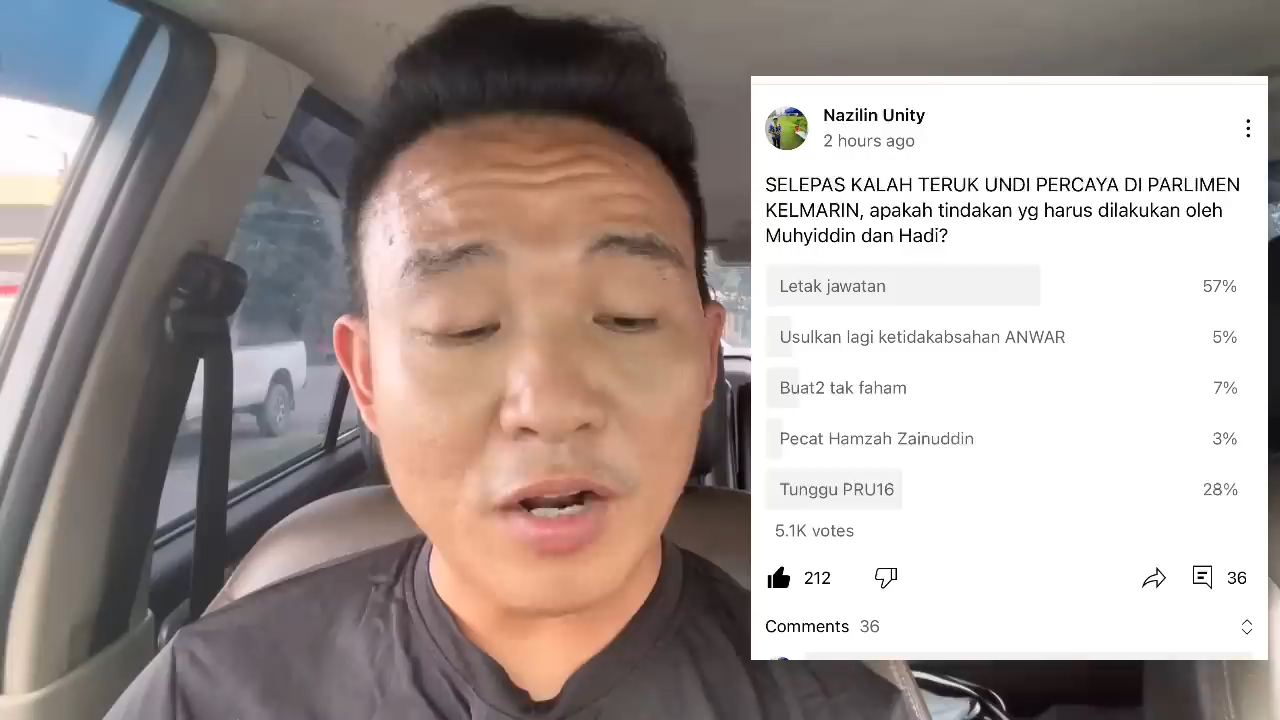 Nazilin Unity
2 hours ago
SELEPAS KALAH TERUK UNDI PERCAYA DI PARLIMEN
KELMARIN, apakah tindakan yg harus dilakukan oleh
Muhyiddin dan Hadi?
Letak jawatan 57%
Usulkan lagi ketidakabsahan ANWAR 5%
Buat2 tak faham 7%
Pecat Hamzah Zainuddin 3%
Tunggu PRU16 28%
5.1K votes
212 36
Comments 36